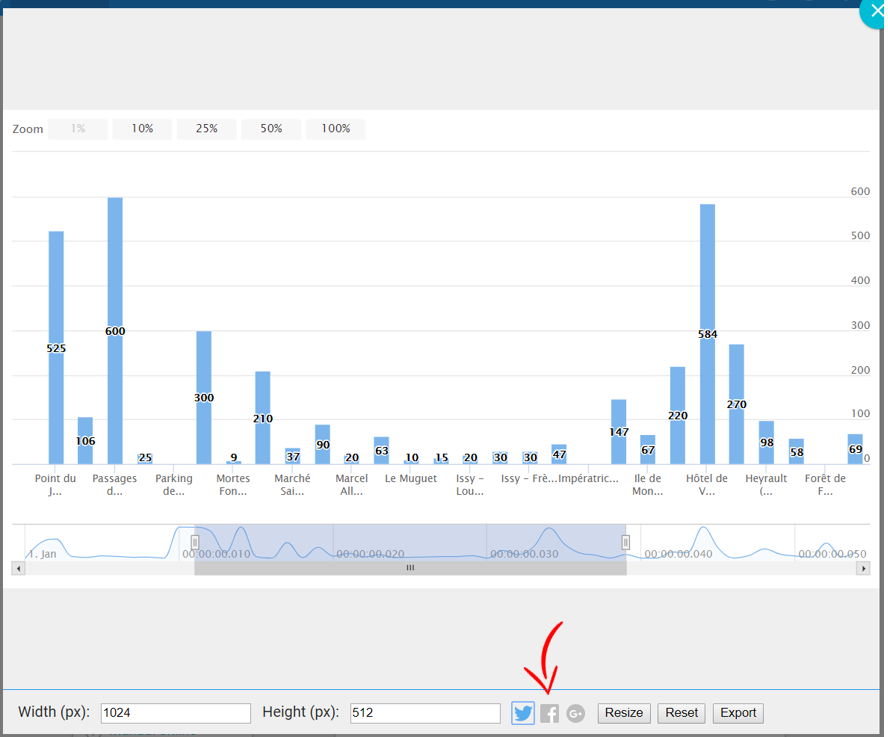 Zoom 1% 10% 25% 50% 100%
600
500
400
300
200
100
0
525 106 600 25 300 9 210 37 90 20 63 10 15 20 30 30 47 147 67 220 584 270 98 58 69
Point du J... Passages d... Parking de... Mortes Fon... Marché Sai... Marcel All... Le Muguet Issy – Lou... Issy – Frè... Impératric... Ile de Mon... Hôtel de V... Heyrault (... Forêt de F...
1. Jan 00:00:00.010 00:00:00.020 00:00:00.030 00:00:00.040 00:00:00.050
Width (px): 1024 Height (px): 512 G+ Resize Reset Export